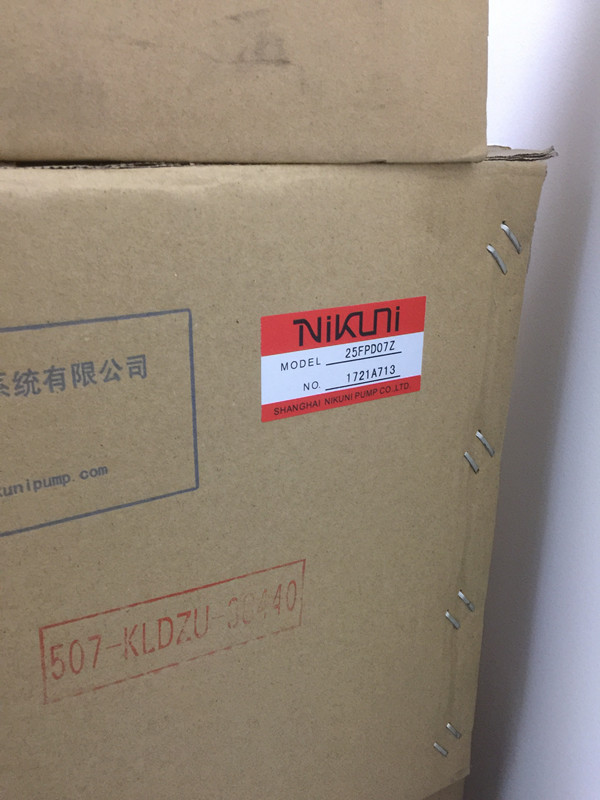 NiKUNi
MODEL 25FPD07Z
NO. 1721A713
SHANGHAI NIKUNI PUMP CO.,LTD.
系统有限公司
kunipump.com
507-KLDZU-30440